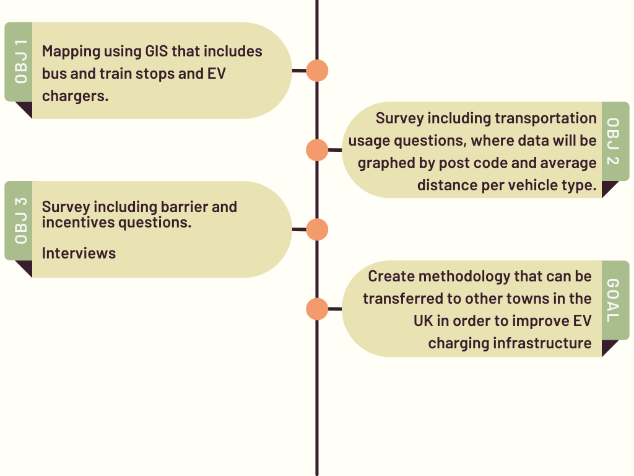 OBJ 1
Mapping using GIS that includes
bus and train stops and EV
chargers.
OBJ 2
Survey including transportation
usage questions, where data will be
graphed by post code and average
distance per vehicle type.
OBJ 3
Survey including barrier and
incentives questions.
Interviews
GOAL
Create methodology that can be
transferred to other towns in the
UK in order to improve EV
charging infrastructure